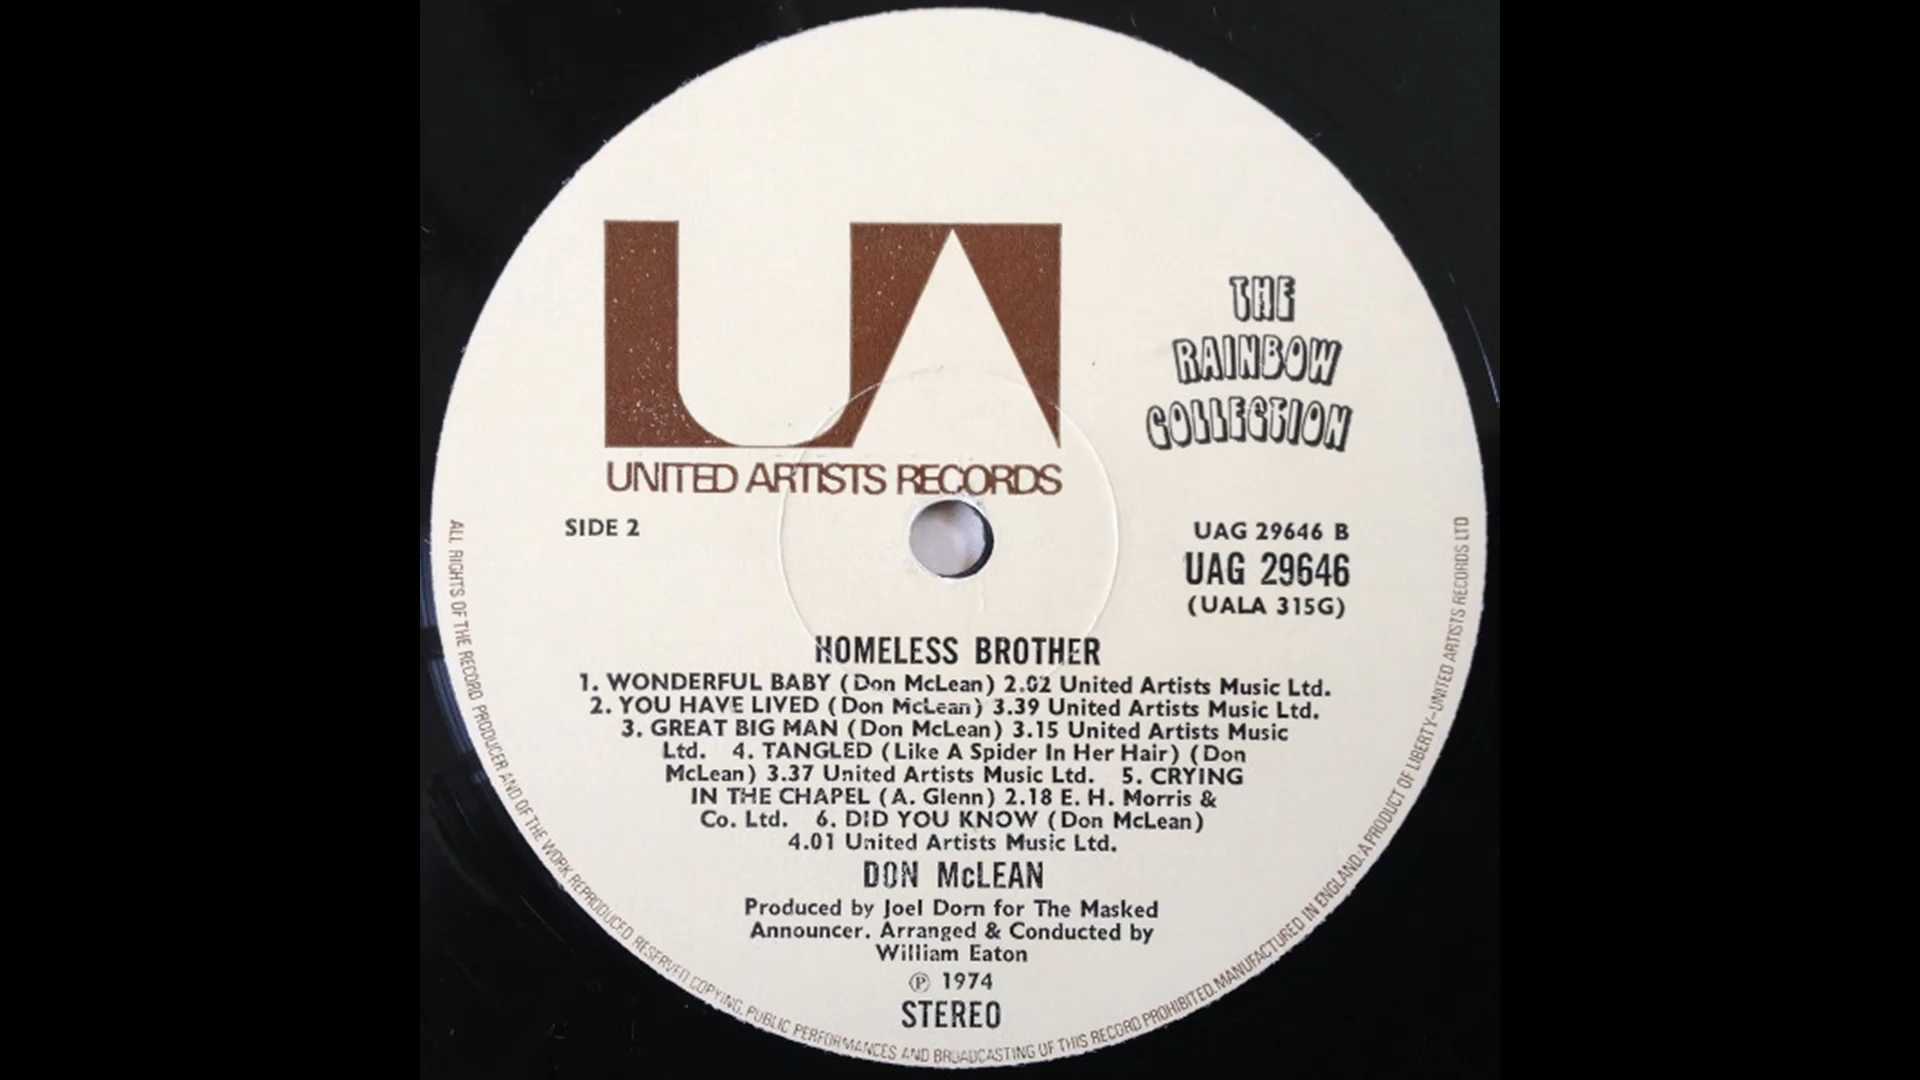 THE
RAINBOW
COLLECTION
UNITED ARTISTS RECORDS
SIDE 2
UAG 29646 B
UAG 29646
(UALA 315G)
HOMELESS BROTHER
1. WONDERFUL BABY (Don McLean) 2.02 United Artists Music Ltd.
2. YOU HAVE LIVED (Don McLean) 3.39 United Artists Music Ltd.
3. GREAT BIG MAN (Don McLean) 3.15 United Artists Music
Ltd. 4. TANGLED (Like A Spider In Her Hair) (Don
McLean) 3.37 United Artists Music Ltd. 5. CRYING
IN THE CHAPEL (A. Glenn) 2.18 E. H. Morris &
Co. Ltd. 6. DID YOU KNOW (Don McLean)
4.01 United Artists Music Ltd.
DON McLEAN
Produced by Joel Dorn for The Masked
Announcer. Arranged & Conducted by
William Eaton
℗ 1974
STEREO
ALL RIGHTS OF THE RECORD PRODUCER AND OF THE WORK REPRODUCED RESERVED. COPYING, PUBLIC PERFORMANCES AND BROADCASTING OF THIS RECORD PROHIBITED. MANUFACTURED IN ENGLAND. A PRODUCT OF LIBERTY-UNITED ARTISTS RECORDS LTD